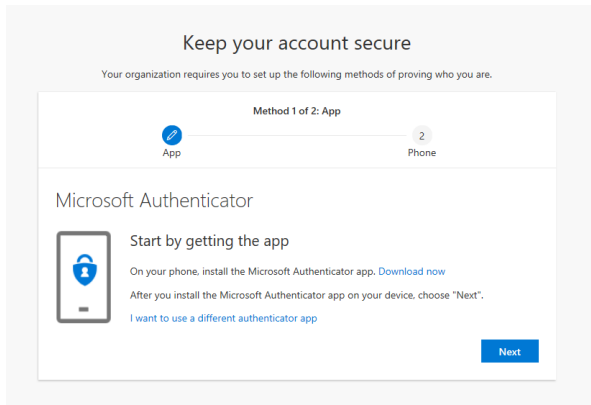 Keep your account secure
Your organization requires you to set up the following methods of proving who you are.
Method 1 of 2: App
2
App
Phone
Microsoft Authenticator
Start by getting the app
On your phone, install the Microsoft Authenticator app. Download now
After you install the Microsoft Authenticator app on your device, choose "Next".
I want to use a different authenticator app
Next